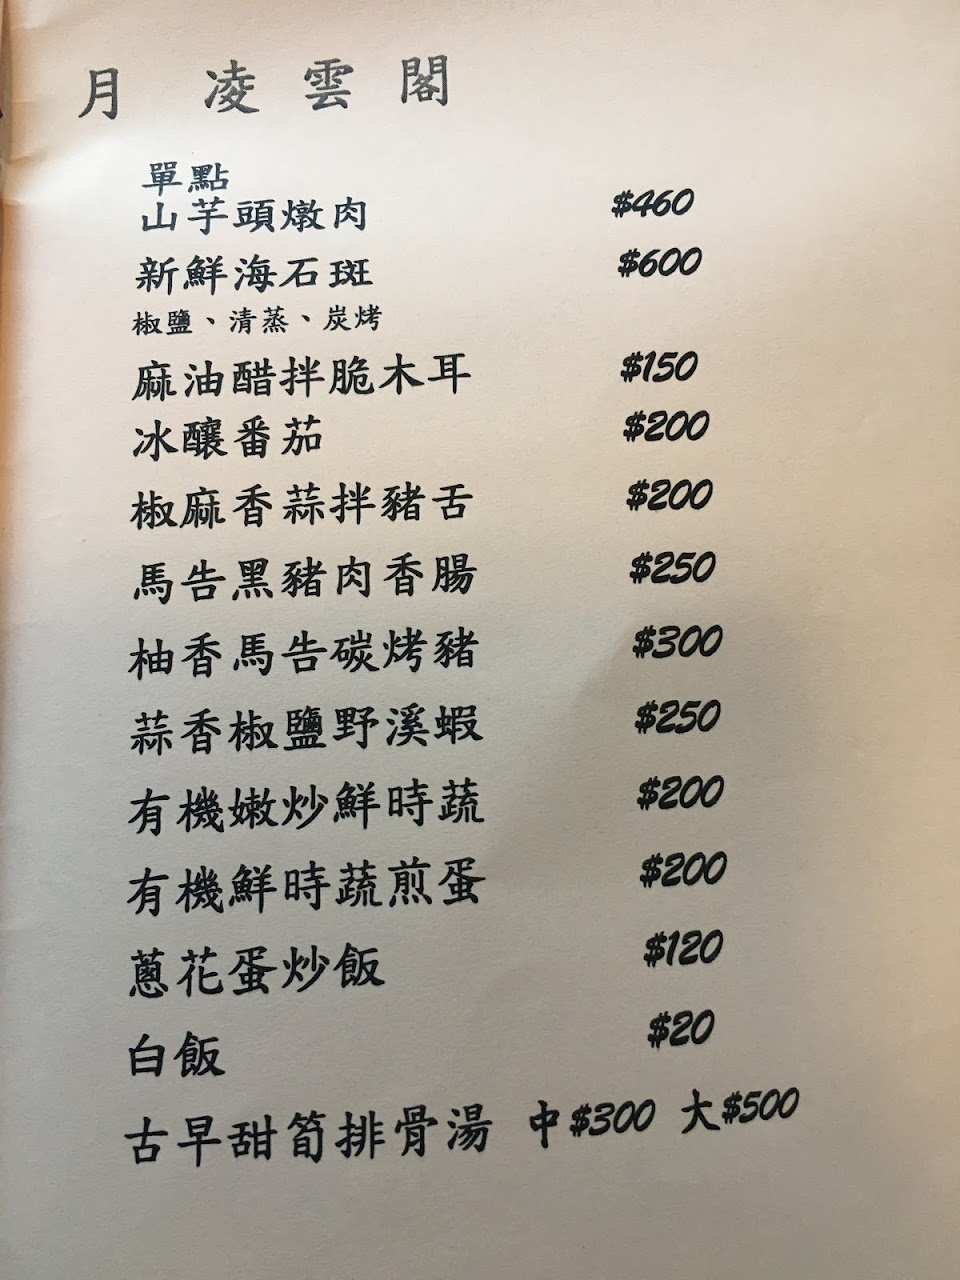 月 凌雲閣
單點
山芋頭燉肉 $460
新鮮海石斑 $600
椒鹽、清蒸、炭烤
麻油醋拌脆木耳 $150
冰釀番茄 $200
椒麻香蒜拌豬舌 $200
馬告黑豬肉香腸 $250
柚香馬告碳烤豬 $300
蒜香椒鹽野溪蝦 $250
有機嫩炒鮮時蔬 $200
有機鮮時蔬煎蛋 $200
蔥花蛋炒飯 $120
白飯 $20
古早甜筍排骨湯 中$300 大$500